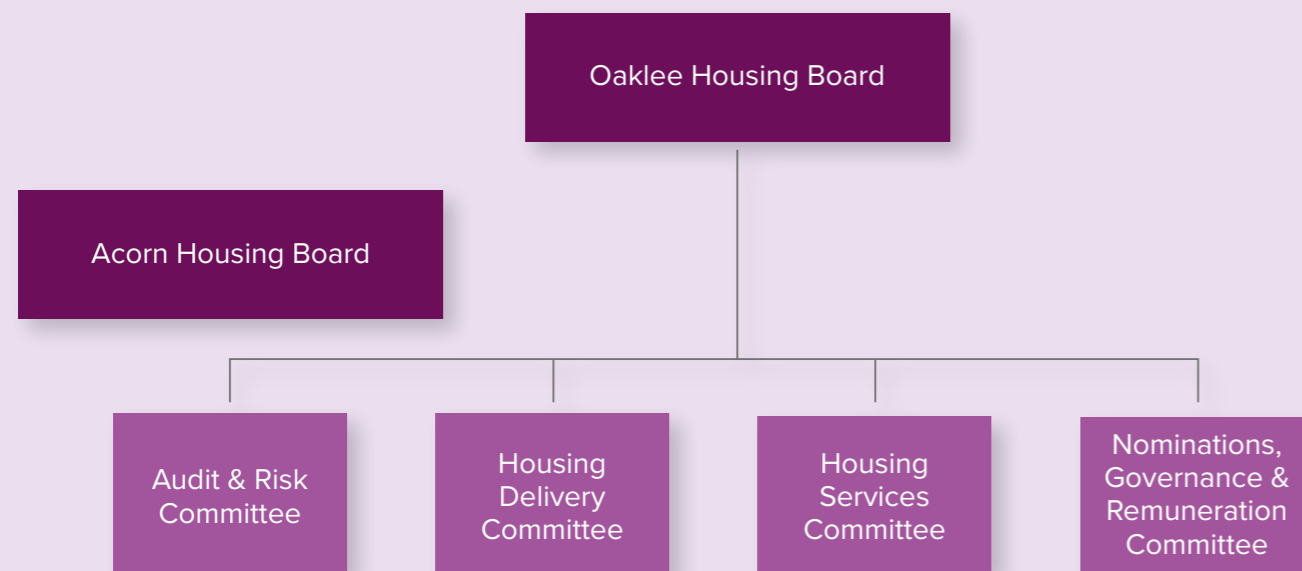 Oaklee Housing Board
Acorn Housing Board
Audit & Risk
Committee
Housing
Delivery
Committee
Housing
Services
Committee
Nominations,
Governance &
Remuneration
Committee